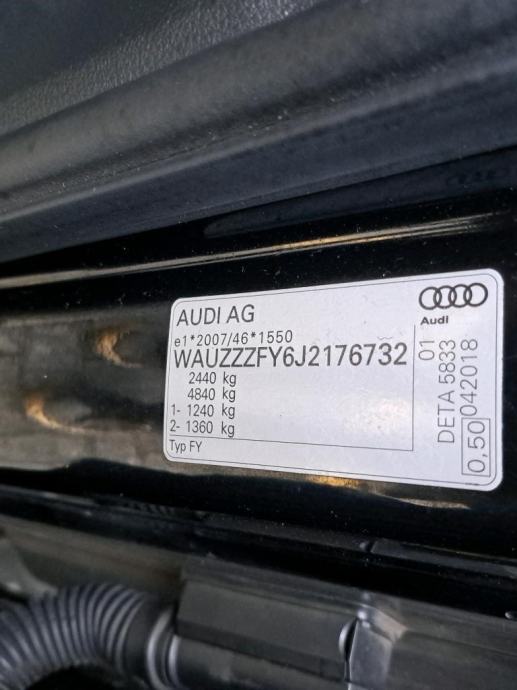 AUDI AG
e1*2007/46*1550
WAUZZZFY6J2176732
2440 kg
4840 kg
1- 1240 kg
2- 1360 kg
Typ FY
Audi
DETA 5833 01
0,50 042018